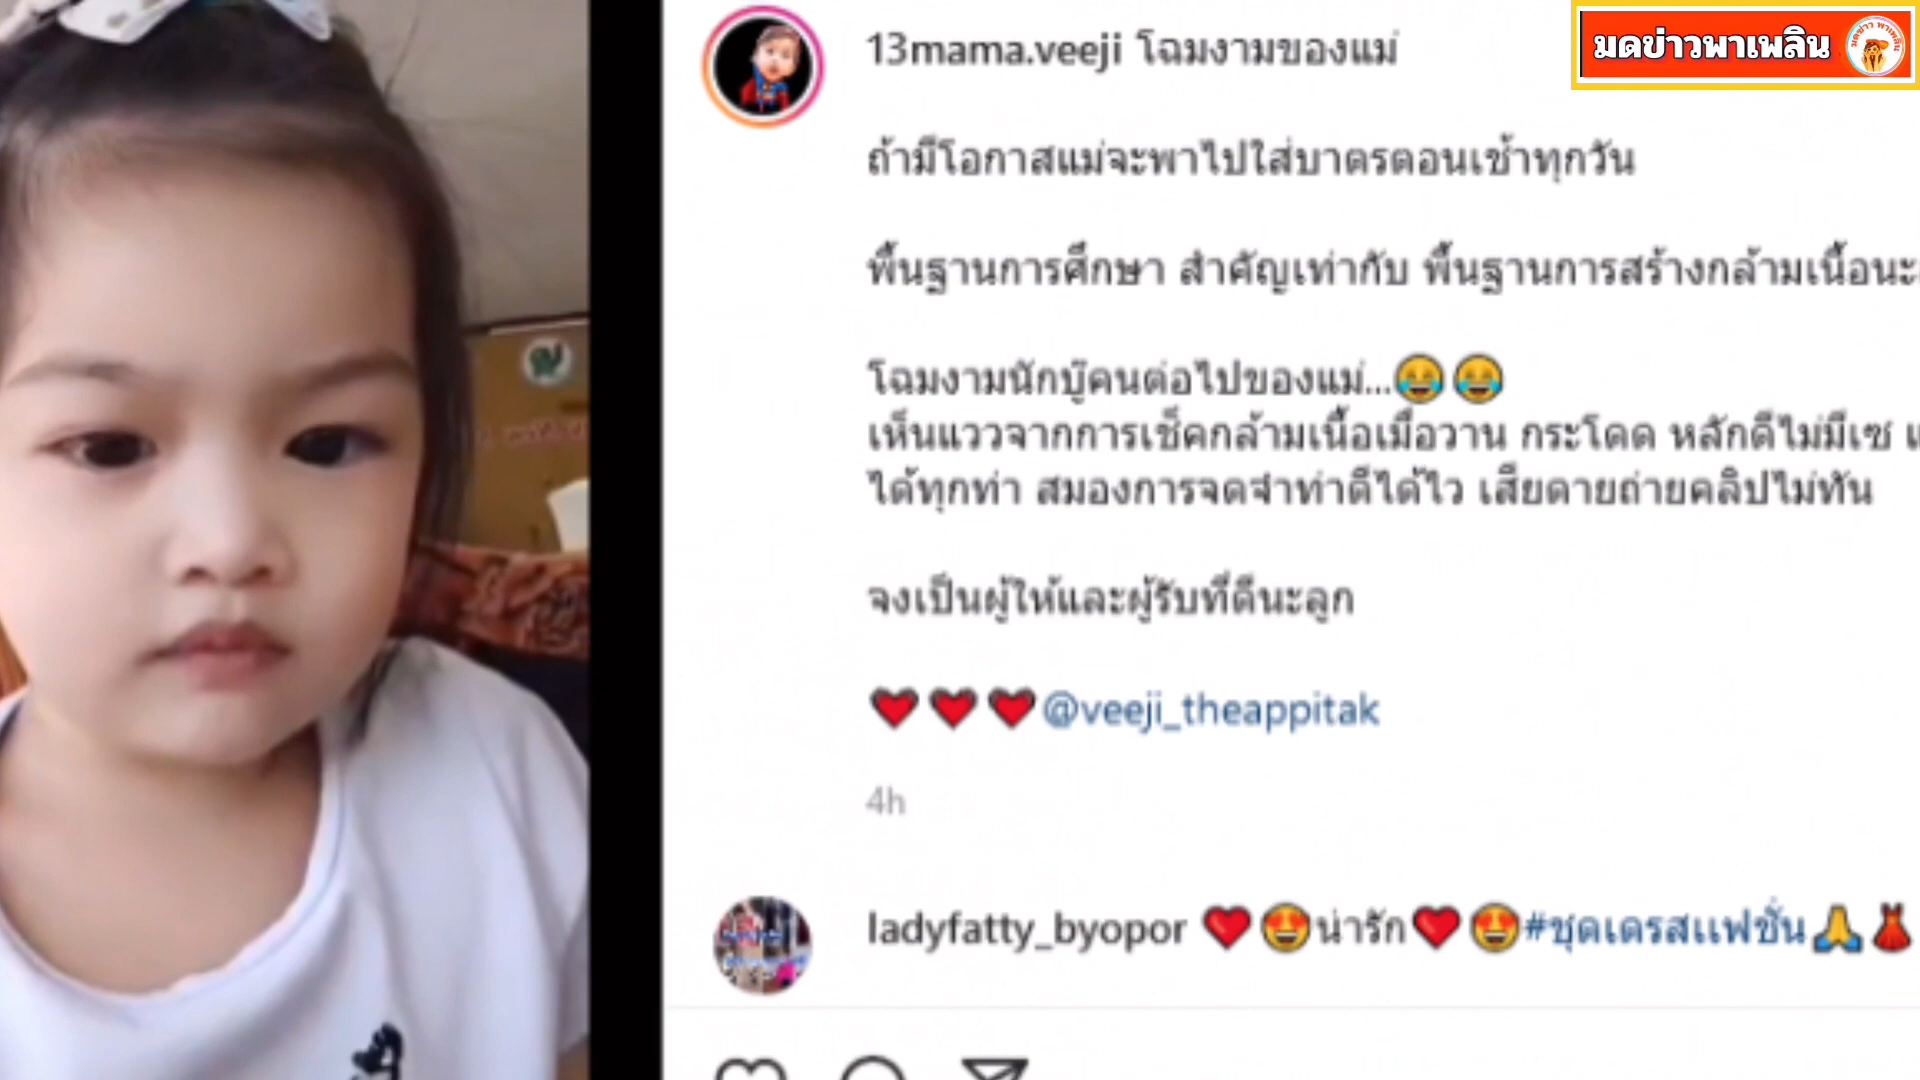 มดข่าวพาเพลิน
13mama.veeji โฉมงามของแม่
ถ้ามีโอกาสแม่จะพาไปใส่บาตรตอนเช้าทุกวัน
พื้นฐานการศึกษา สำคัญเท่ากับ พื้นฐานการสร้างกล้ามเนื้อนะ
โฉมงามนักบู๊คนต่อไปของแม่...😂😂
เห็นแววจากการเช็คกล้ามเนื้อเมื่อวาน กระโดด หลักดีไม่มีเซ
ได้ทุกท่า สมองการจดจำท่าดีได้ไว เสียดายถ่ายคลิปไม่ทัน
จงเป็นผู้ให้และผู้รับที่ดีนะลูก
❤️❤️❤️@veeji_theappitak
4h
ladyfatty_byopor ❤️😍น่ารัก❤️😍#ชุดเดรสแฟชั่น🙏👗